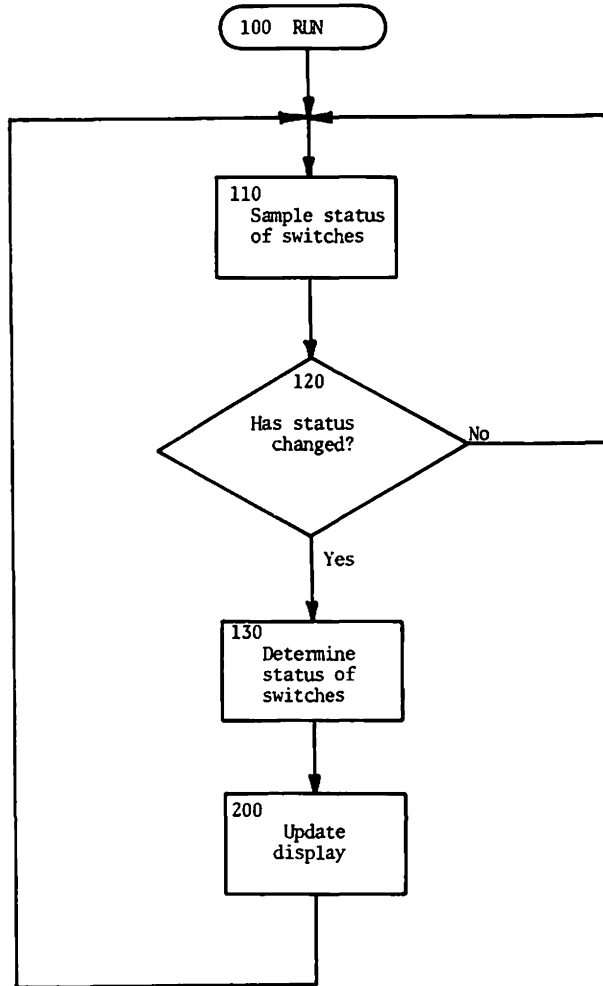 100 RUN
110
Sample status
of switches
120
Has status
changed?
No
Yes
130
Determine
status of
switches
200
Update
display